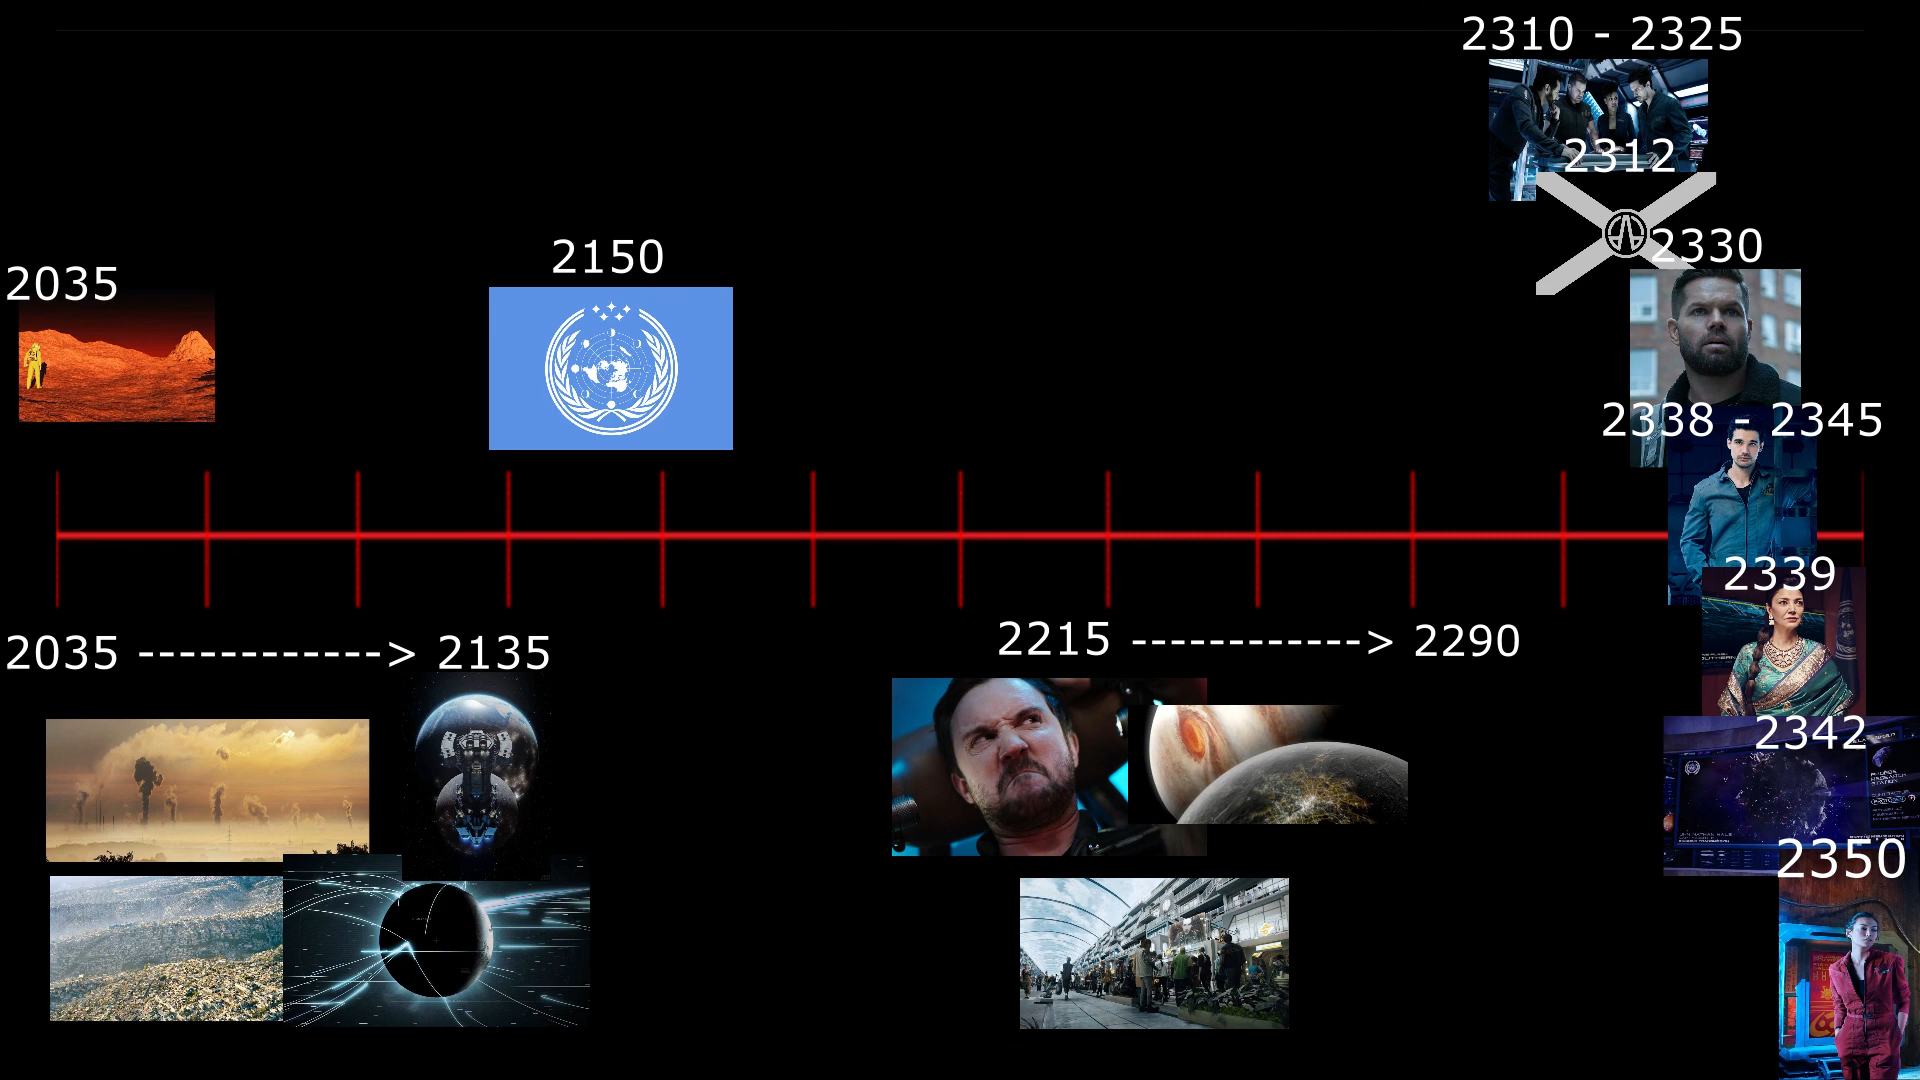 2310 - 2325
2312
2330
2035
2150
2338 - 2345
2339
2035 ------------> 2135
2215 ------------> 2290
2342
2350